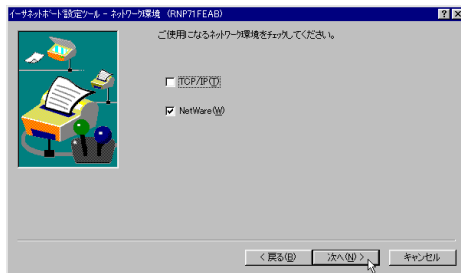 イーサネットボード設定ツール - ネットワーク環境 (RNP71FEAB)
ご使用になるネットワーク環境をチェックしてください。
TCP/IP(T)
NetWare(W)
< 戻る(B)
次へ(N) >
キャンセル